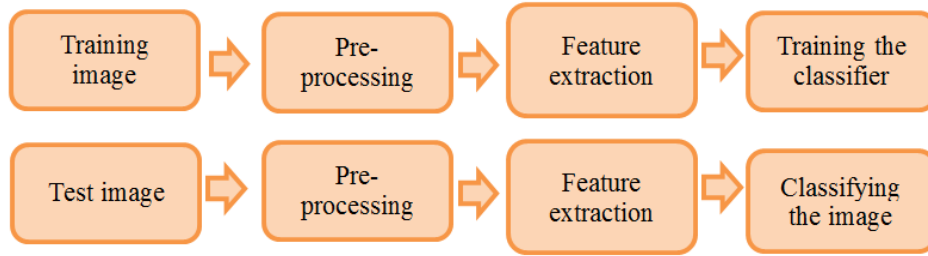 Training
image
Pre-
processing
Feature
extraction
Training the
classifier
Test image
Pre-
processing
Feature
extraction
Classifying
the image